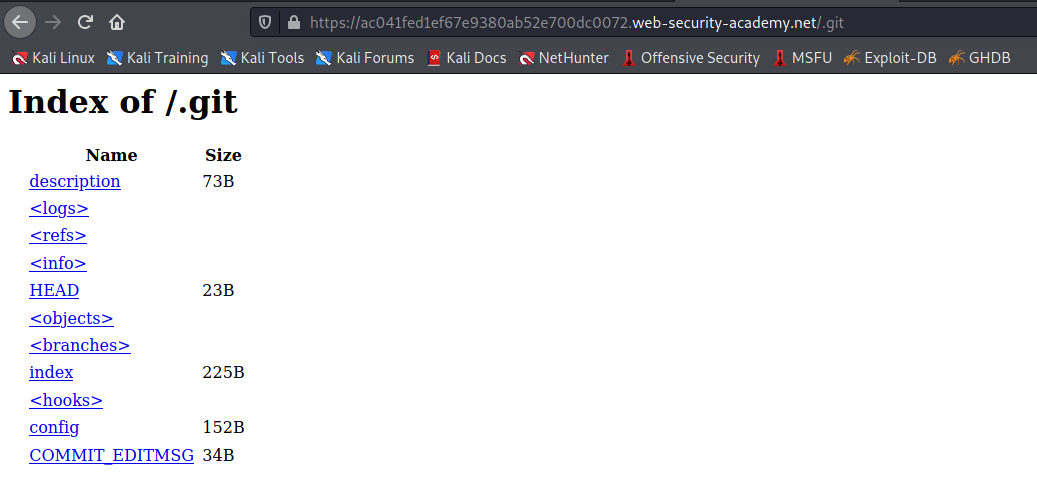 https://ac041fed1ef67e9380ab52e700dc0072.web-security-academy.net/.git
Kali Linux Kali Training Kali Tools Kali Forums Kali Docs NetHunter Offensive Security MSFU Exploit-DB GHDB
Index of /.git
Name Size
description 73B
<logs>
<refs>
<info>
HEAD 23B
<objects>
<branches>
index 225B
<hooks>
config 152B
COMMIT_EDITMSG 34B